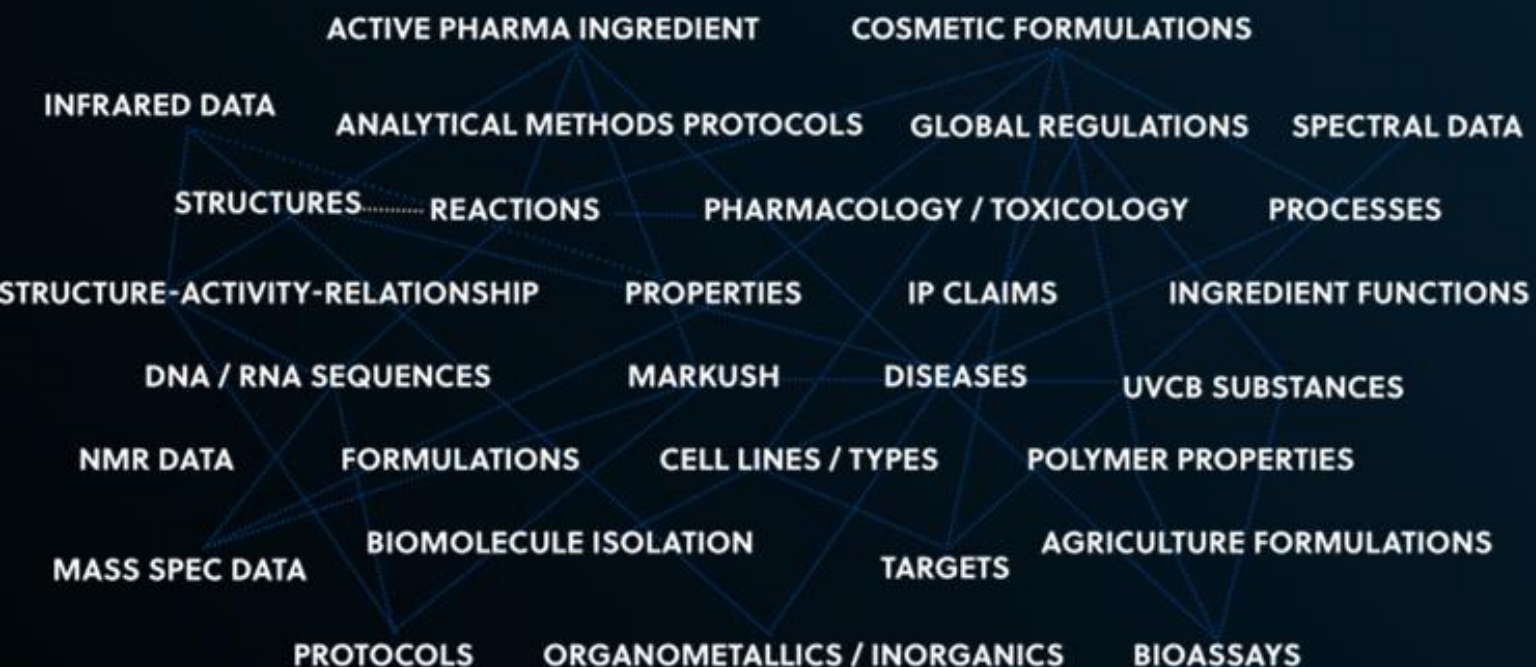 ACTIVE PHARMA INGREDIENT
COSMETIC FORMULATIONS
INFRARED DATA
ANALYTICAL METHODS PROTOCOLS
GLOBAL REGULATIONS
SPECTRAL DATA
STRUCTURES
REACTIONS
PHARMACOLOGY / TOXICOLOGY
PROCESSES
STRUCTURE-ACTIVITY-RELATIONSHIP
PROPERTIES
IP CLAIMS
INGREDIENT FUNCTIONS
DNA / RNA SEQUENCES
MARKUSH
DISEASES
UVCB SUBSTANCES
NMR DATA
FORMULATIONS
CELL LINES / TYPES
POLYMER PROPERTIES
BIOMOLECULE ISOLATION
AGRICULTURE FORMULATIONS
MASS SPEC DATA
TARGETS
PROTOCOLS
ORGANOMETALLICS / INORGANICS
BIOASSAYS